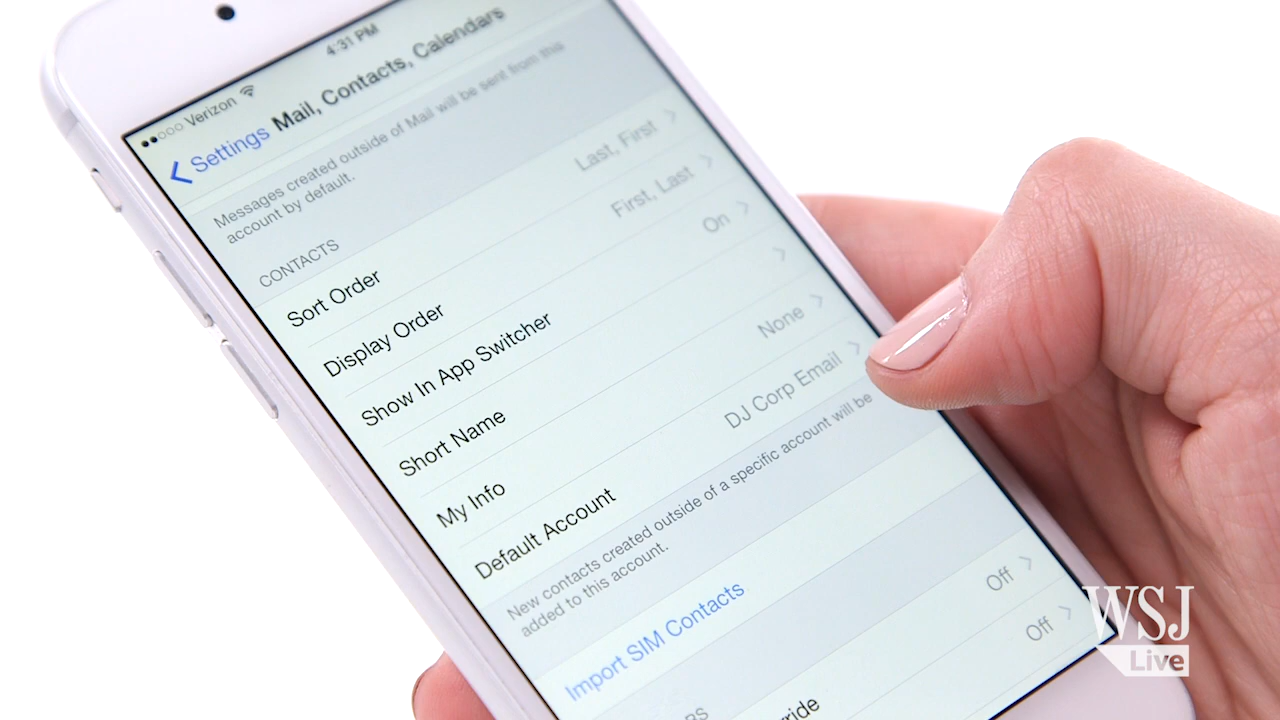 Verizon 4:31 PM
Settings Mail, Contacts, Calendars
Messages created outside of Mail will be sent from this
account by default.
CONTACTS
Sort Order Last, First
Display Order First, Last
Show In App Switcher On
Short Name
My Info None
Default Account DJ Corp Email
New contacts created outside of a specific account will be
added to this account.
Import SIM Contacts
Off
Off
WSJ
Live